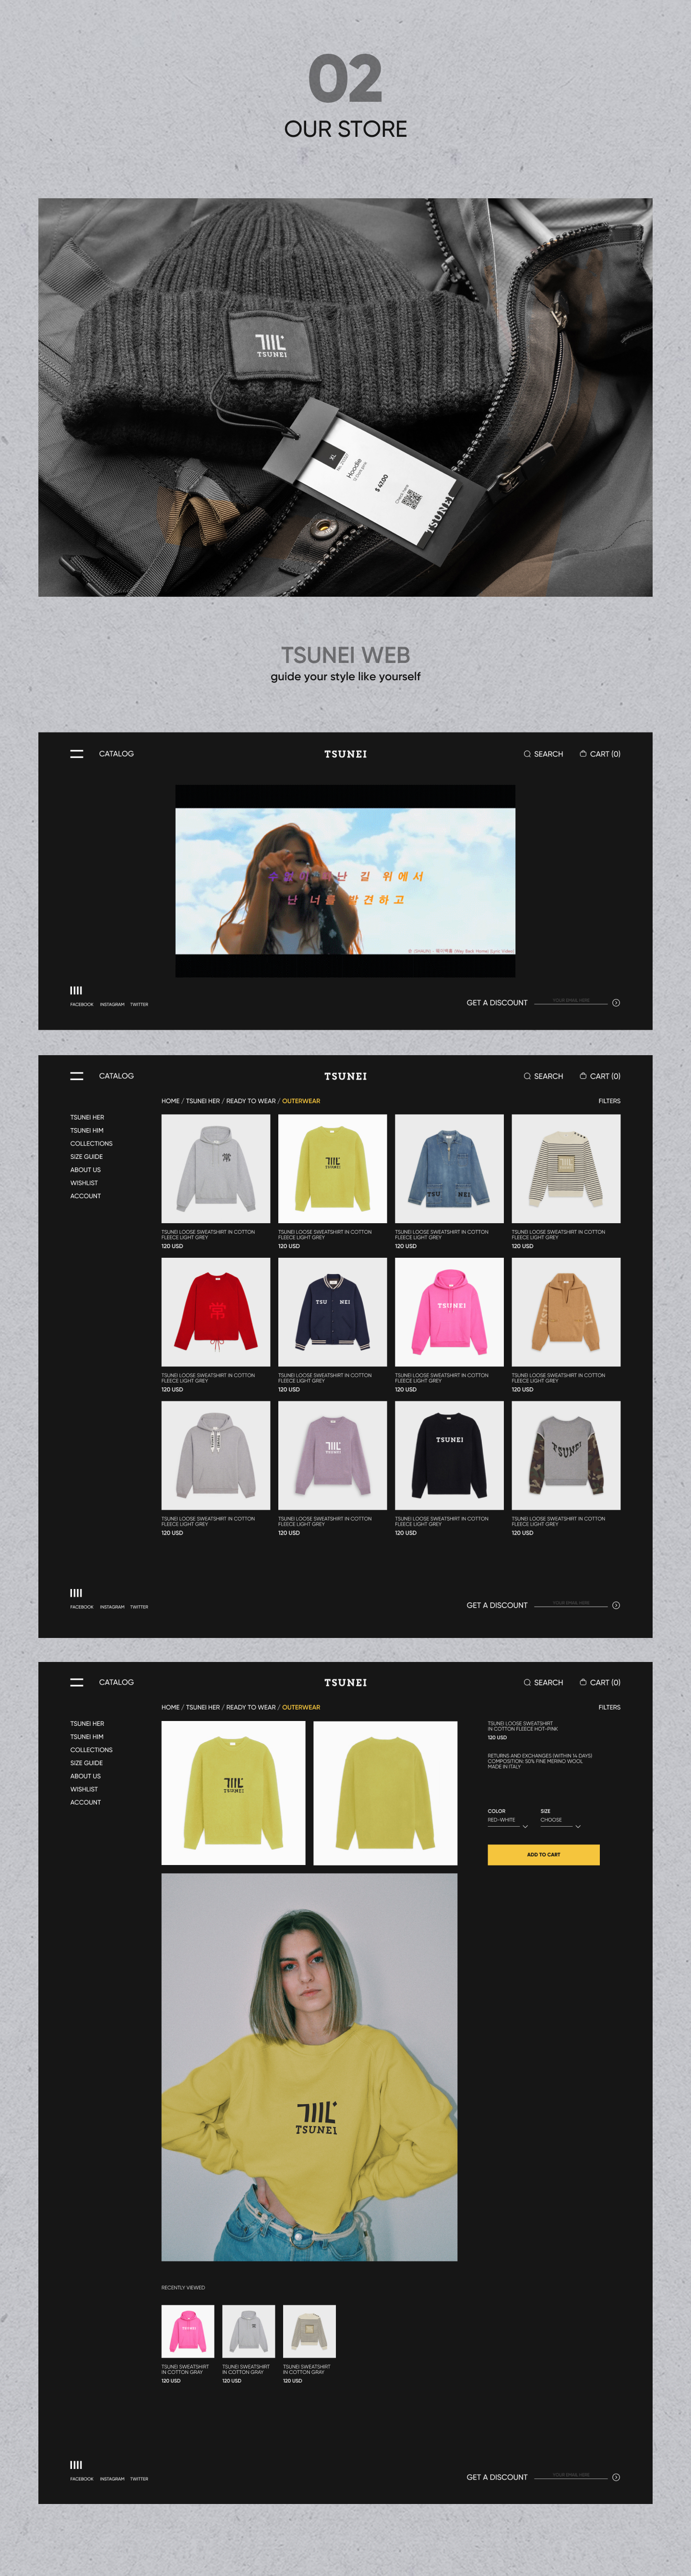 02
OUR STORE
TSUNEI
XL
Hoodie
$ 42.00
TSUNEI
TSUNEI WEB
guide your style like yourself
CATALOG
TSUNEI
SEARCH
CART (0)
길 위에서
난 너를 발견하고
FACEBOOK INSTAGRAM TWITTER
GET A DISCOUNT
YOUR EMAIL HERE
CATALOG
TSUNEI
SEARCH
CART (0)
HOME / TSUNEI HER / READY TO WEAR / OUTERWEAR
FILTERS
TSUNEI HER
TSUNEI HIM
COLLECTIONS
SIZE GUIDE
ABOUT US
WISHLIST
ACCOUNT
常
TSUNEI
TSU NEI
TSUNEI LOOSE SWEATSHIRT IN COTTON
FLEECE LIGHT GREY
120 USD
TSUNEI LOOSE SWEATSHIRT IN COTTON
FLEECE LIGHT GREY
120 USD
TSUNEI LOOSE SWEATSHIRT IN COTTON
FLEECE LIGHT GREY
120 USD
TSUNEI LOOSE SWEATSHIRT IN COTTON
FLEECE LIGHT GREY
120 USD
常
TSU NEI
TSUNEI
TSUNEI LOOSE SWEATSHIRT IN COTTON
FLEECE LIGHT GREY
120 USD
TSUNEI LOOSE SWEATSHIRT IN COTTON
FLEECE LIGHT GREY
120 USD
TSUNEI LOOSE SWEATSHIRT IN COTTON
FLEECE LIGHT GREY
120 USD
TSUNEI LOOSE SWEATSHIRT IN COTTON
FLEECE LIGHT GREY
120 USD
TSUNEI
TSUNEI
TSUNEI
TSUNEI LOOSE SWEATSHIRT IN COTTON
FLEECE LIGHT GREY
120 USD
TSUNEI LOOSE SWEATSHIRT IN COTTON
FLEECE LIGHT GREY
120 USD
TSUNEI LOOSE SWEATSHIRT IN COTTON
FLEECE LIGHT GREY
120 USD
TSUNEI LOOSE SWEATSHIRT IN COTTON
FLEECE LIGHT GREY
120 USD
FACEBOOK INSTAGRAM TWITTER
GET A DISCOUNT
YOUR EMAIL HERE
CATALOG
TSUNEI
SEARCH
CART (0)
HOME / TSUNEI HER / READY TO WEAR / OUTERWEAR
FILTERS
TSUNEI HER
TSUNEI HIM
COLLECTIONS
SIZE GUIDE
ABOUT US
WISHLIST
ACCOUNT
TSUNEI
TSUNEI LOOSE SWEATSHIRT
IN COTTON FLEECE HOT-PINK
120 USD
RETURNS AND EXCHANGES (WITHIN 14 DAYS)
COMPOSITION: 50% FINE MERINO WOOL
MADE IN ITALY
COLOR
RED-WHITE
SIZE
CHOOSE
ADD TO CART
TSUNEI
RECENTLY VIEWED
TSUNEI
TSUNEI SWEATSHIRT
IN COTTON GRAY
120 USD
TSUNEI SWEATSHIRT
IN COTTON GRAY
120 USD
TSUNEI SWEATSHIRT
IN COTTON GRAY
120 USD
FACEBOOK INSTAGRAM TWITTER
GET A DISCOUNT
YOUR EMAIL HERE